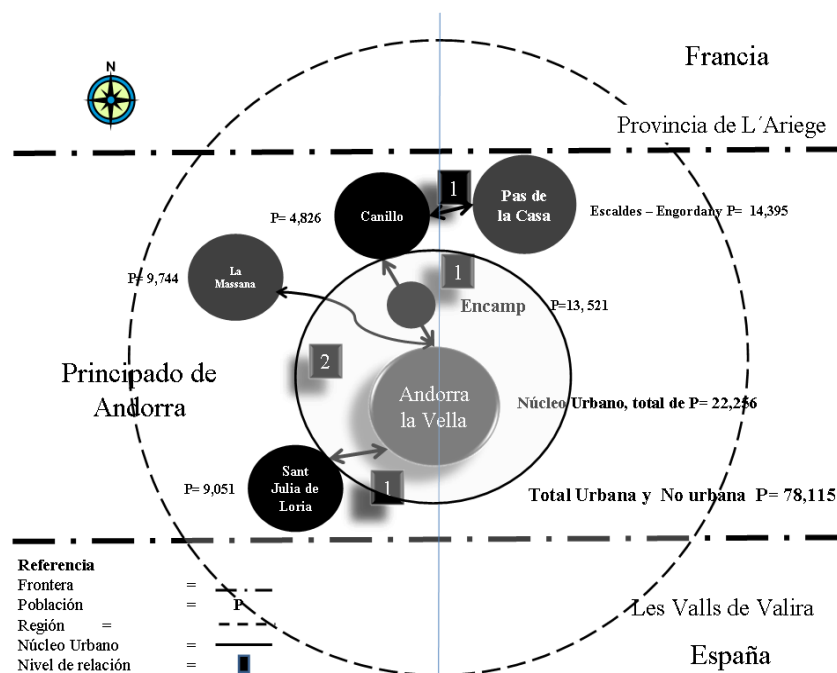 N
Francia
Provincia de L´Ariege
1
Pas de
la Casa
Canillo
P= 4,826
Escaldes – Engordany P= 14,395
La
Massana
P= 9,744
1
Encamp
P=13, 521
2
Principado de
Andorra
Andorra
la Vella
Núcleo Urbano, total de P= 22,256
Sant
Julia de
Loria
P= 9,051
1
Total Urbana y No urbana P= 78,115
Referencia
Frontera =
Población = P
Región =
Núcleo Urbano =
Nivel de relación =
Les Valls de Valira
España